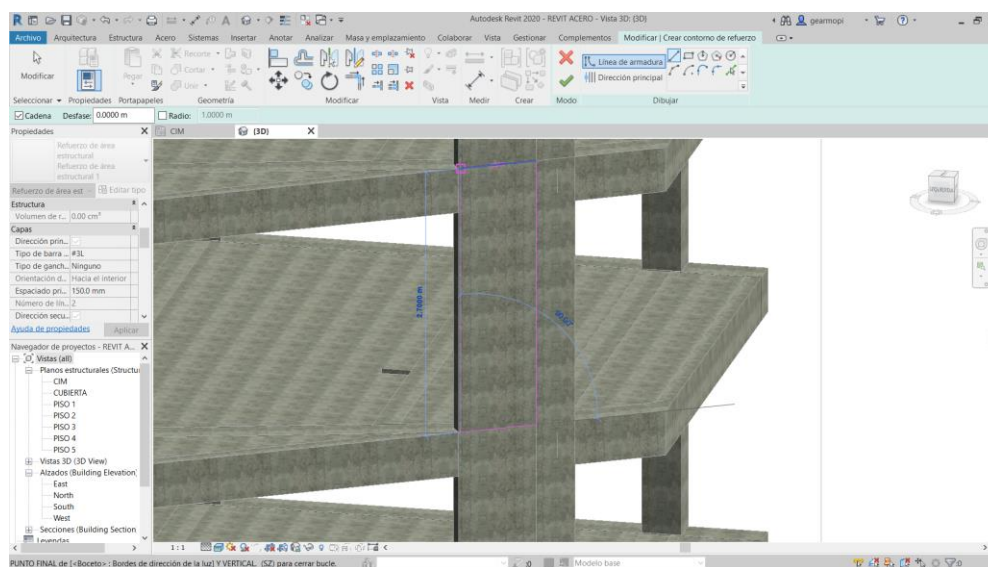 Autodesk Revit 2020 - REVIT ACERO - Vista 3D: {3D}
gearmopi
Archivo Arquitectura Estructura Acero Sistemas Insertar Anotar Analizar Masa y emplazamiento Colaborar Vista Gestionar Complementos Modificar | Crear contorno de refuerzo
Modificar
Pegar
Recorte
Cortar
Unir
Línea de armadura
Dirección principal
Seleccionar Propiedades Portapapeles Geometría Modificar Vista Medir Crear Modo Dibujar
Cadena Desfase: 0.0000 m Radio: 1.0000 m
Propiedades
CIM
{3D}
Refuerzo de área
estructural
Refuerzo de área
estructural 1
Refuerzo de área est Editar tipo
Estructura
Volumen de r... 0.00 cm³
Capas
Dirección prin...
Tipo de barra ... #3L
Tipo de ganch... Ninguno
Orientación d... Hacia el interior
Espaciado pri... 150.0 mm
Número de lín... 2
Dirección secu...
Ayuda de propiedades Aplicar
Navegador de proyectos - REVIT A...
Vistas (all)
Planos estructurales (Structu
CIM
CUBIERTA
PISO 1
PISO 2
PISO 3
PISO 4
PISO 5
Vistas 3D (3D View)
Alzados (Building Elevation)
East
North
South
West
Secciones (Building Section
Leyendas
2.7000 m
90.00°
1:1
PUNTO FINAL de [<Boceto> : Bordes de dirección de la luz] Y VERTICAL. (SZ) para cerrar bucle.
:0
Modelo base
:0